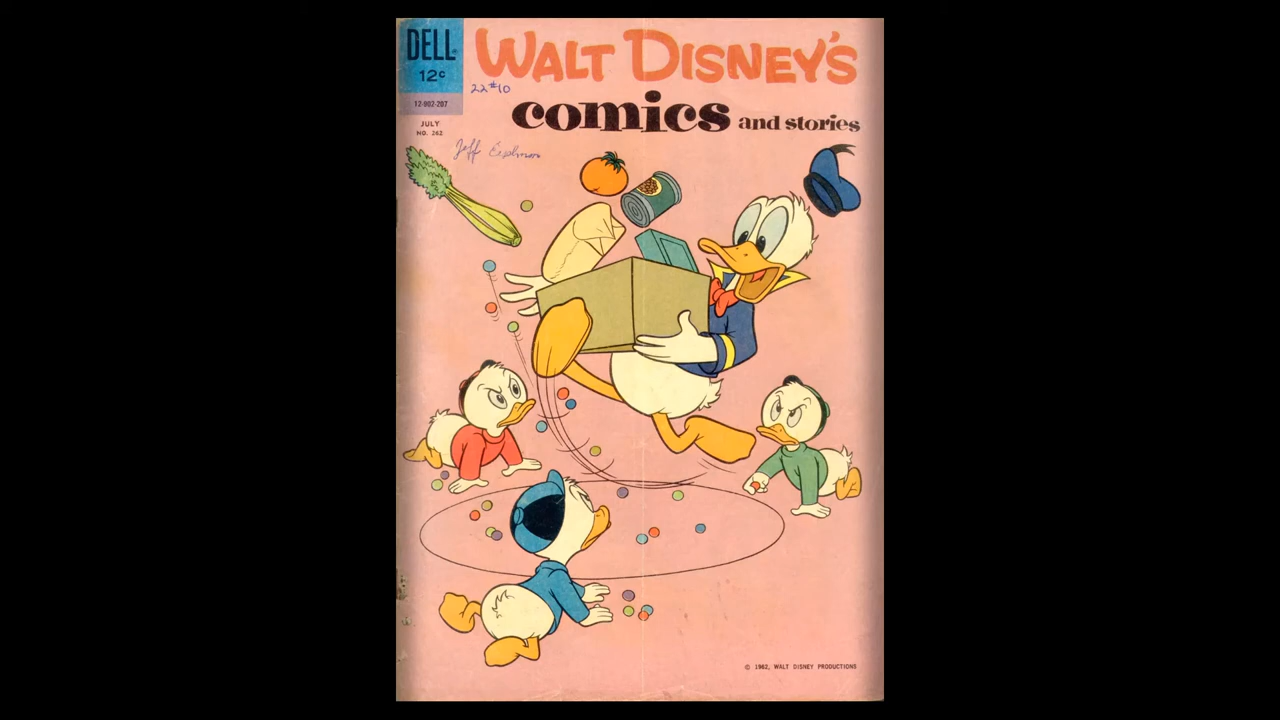 DELL
12¢
12-002-207
JULY
NO. 262
WALT DISNEY'S
comics and stories
22 #10
Jeff
© 1962, WALT DISNEY PRODUCTIONS